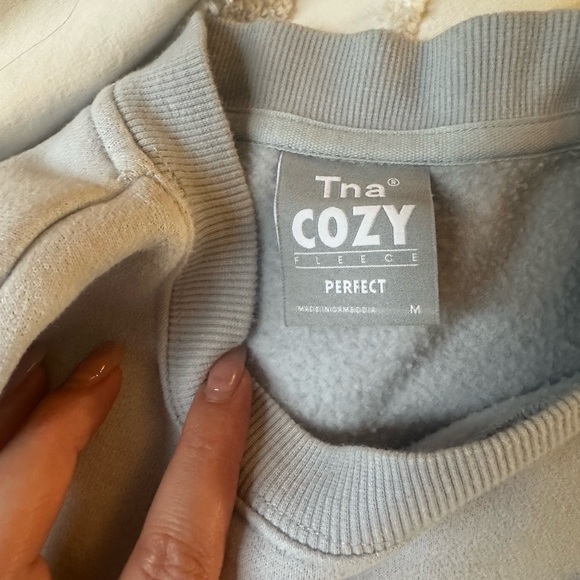 Tna®
COZY
FLEECE
PERFECT
MADE IN CAMBODIA M